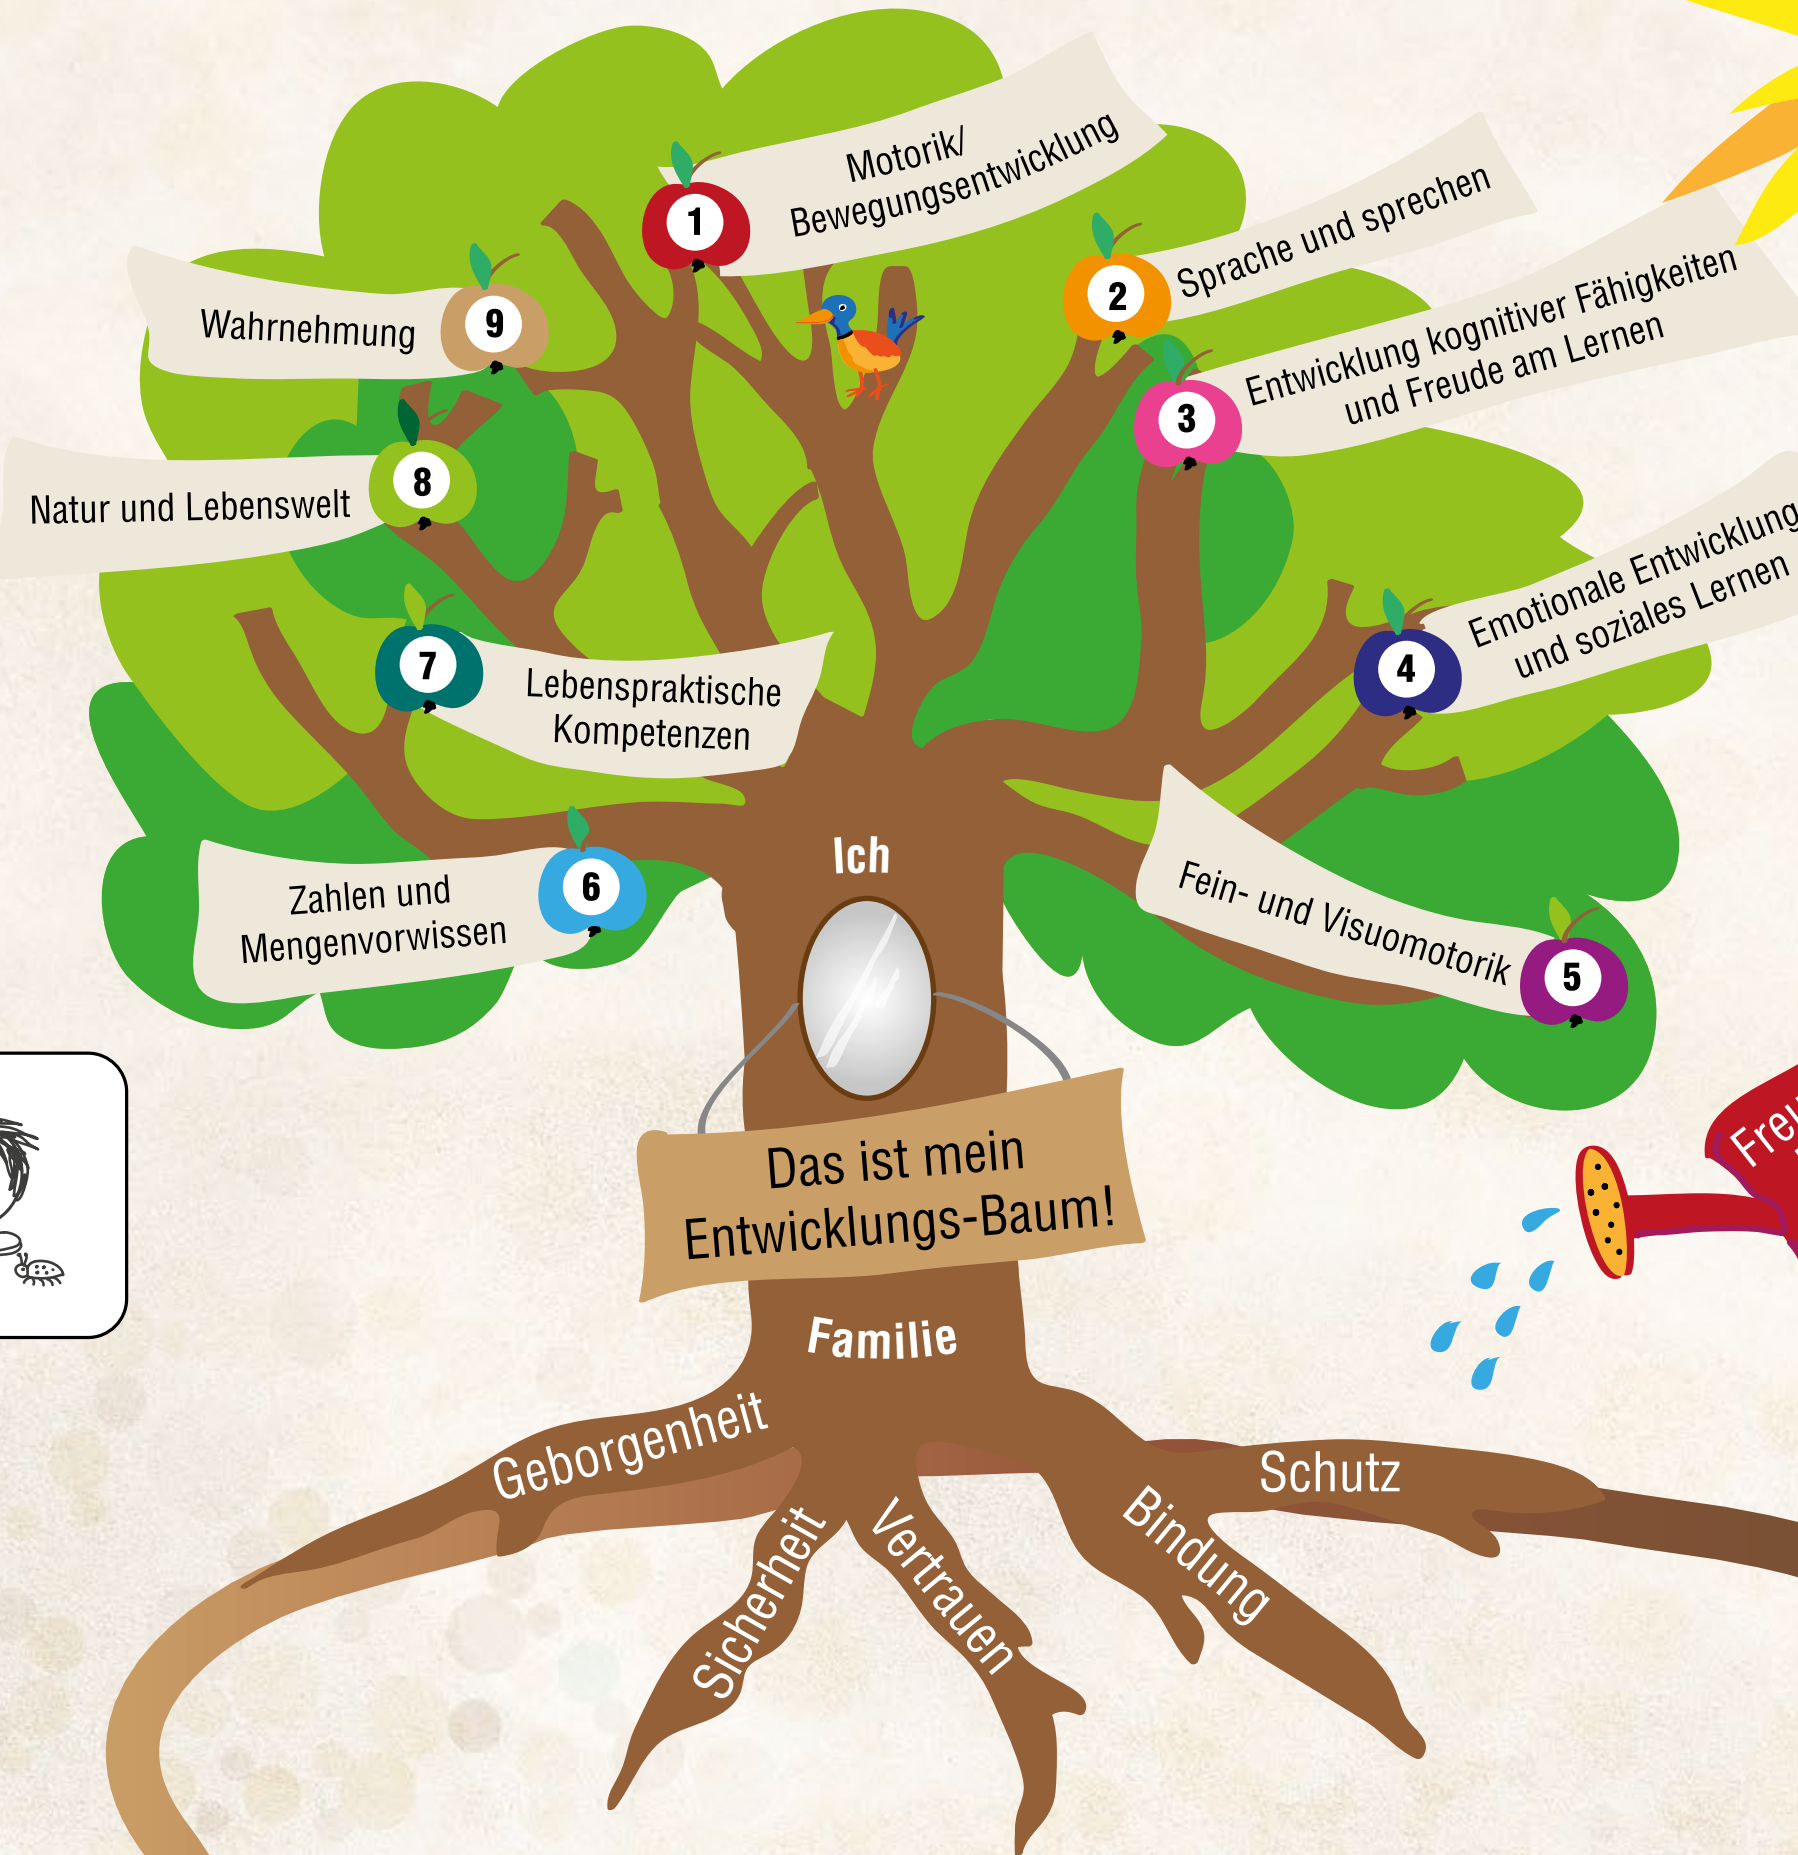 1
Motorik/
Bewegungsentwicklung
2
Sprache und sprechen
3
Entwicklung kognitiver Fähigkeiten
und Freude am Lernen
4
Emotionale Entwicklung
und soziales Lernen
5
Fein- und Visuomotorik
6
Zahlen und
Mengenvorwissen
7
Lebenspraktische
Kompetenzen
8
Natur und Lebenswelt
9
Wahrnehmung
Ich
Das ist mein
Entwicklungs-Baum!
Familie
Geborgenheit
Sicherheit
Vertrauen
Bindung
Schutz